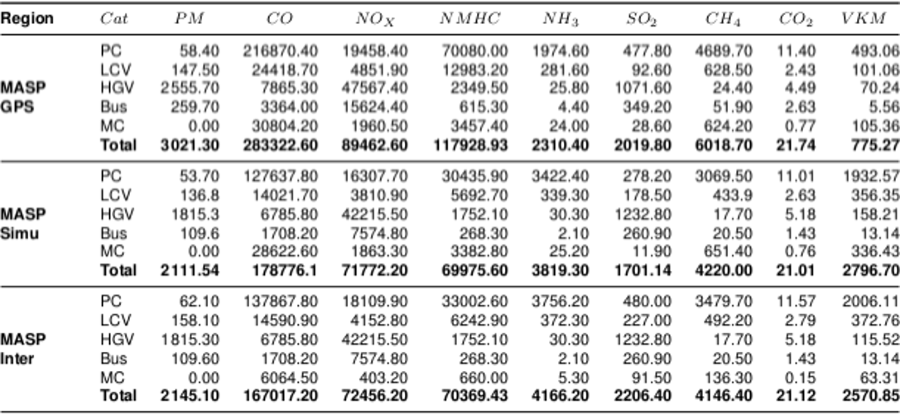 Region Cat PM CO NOX NMHC NH3 SO2 CH4 CO2 VKM
PC 58.40 216870.40 19458.40 70080.00 1974.60 477.80 4689.70 11.40 493.06
LCV 147.50 24418.70 4851.90 12983.20 281.60 92.60 628.50 2.43 101.06
MASP HGV 2555.70 7865.30 47567.40 2349.50 25.80 1071.60 24.40 4.49 70.24
GPS Bus 259.70 3364.00 15624.40 615.30 4.40 349.20 51.90 2.63 5.56
MC 0.00 30804.20 1960.50 3457.40 24.00 28.60 624.20 0.77 105.36
Total 3021.30 283322.60 89462.60 117928.93 2310.40 2019.80 6018.70 21.74 775.27
PC 53.70 127637.80 16307.70 30435.90 3422.40 278.20 3069.50 11.01 1932.57
LCV 136.8 14021.70 3810.90 5692.70 339.30 178.50 433.9 2.63 356.35
MASP HGV 1815.3 6785.80 42215.50 1752.10 30.30 1232.80 17.70 5.18 158.21
Simu Bus 109.6 1708.20 7574.80 268.30 2.10 260.90 20.50 1.43 13.14
MC 0.00 28622.60 1863.30 3382.80 25.20 11.90 651.40 0.76 336.43
Total 2111.54 178776.1 71772.20 69975.60 3819.30 1701.14 4220.00 21.01 2796.70
PC 62.10 137867.80 18109.90 33002.60 3756.20 480.00 3479.70 11.57 2006.11
LCV 158.10 14590.90 4152.80 6242.90 372.30 227.00 492.20 2.79 372.76
MASP HGV 1815.30 6785.80 42215.50 1752.10 30.30 1232.80 17.70 5.18 115.52
Inter Bus 109.60 1708.20 7574.80 268.30 2.10 260.90 20.50 1.43 13.14
MC 0.00 6064.50 403.20 660.00 5.30 91.50 136.30 0.15 63.31
Total 2145.10 167017.20 72456.20 70369.43 4166.20 2206.40 4146.40 21.12 2570.85